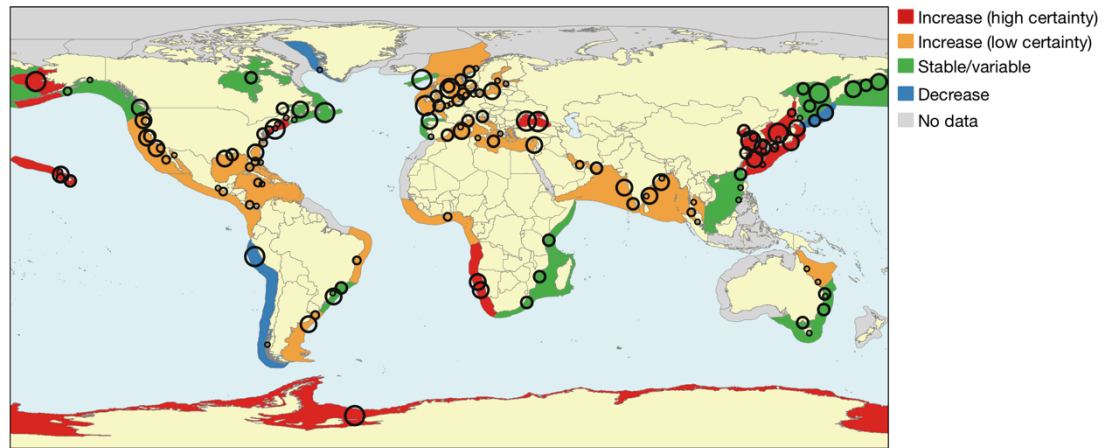 Increase (high certainty)
Increase (low certainty)
Stable/variable
Decrease
No data